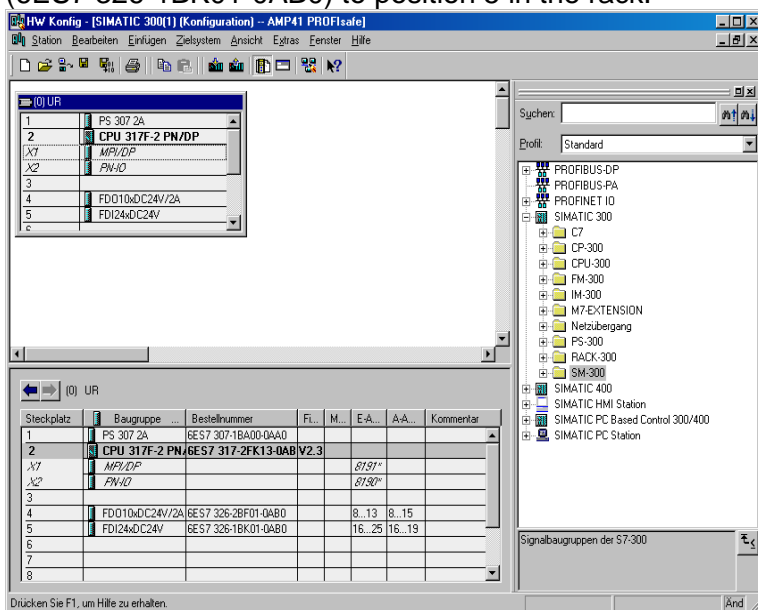 (6ES7 326-1BK01-0AB0) to position 5 in the rack.
HW Konfig - [SIMATIC 300(1) (Konfiguration) -- AMP41 PROFIsafe]
Station Bearbeiten Einfügen Zielsystem Ansicht Extras Fenster Hilfe
(0) UR
1 PS 307 2A
2 CPU 317F-2 PN/DP
X1 MPI/DP
X2 PN-IO
3
4 FDO10xDC24V/2A
5 FDI24xDC24V
6
Suchen:
Profil: Standard
PROFIBUS-DP
PROFIBUS-PA
PROFINET IO
SIMATIC 300
C7
CP-300
CPU-300
FM-300
IM-300
M7-EXTENSION
Netzübergang
PS-300
RACK-300
SM-300
SIMATIC 400
SIMATIC HMI Station
SIMATIC PC Based Control 300/400
SIMATIC PC Station
Signalbaugruppen der S7-300
(0) UR
Steckplatz Baugruppe ... Bestellnummer Fi... M... E-A... A-A... Kommentar
1 PS 307 2A 6ES7 307-1BA00-0AA0
2 CPU 317F-2 PN/ 6ES7 317-2FK13-0AB V2.3
X1 MPI/DP 8191*
X2 PN-IO 8190*
3
4 FDO10xDC24V/2A 6ES7 326-2BF01-0AB0 8...13 8...15
5 FDI24xDC24V 6ES7 326-1BK01-0AB0 16...25 16...19
6
7
8
Drücken Sie F1, um Hilfe zu erhalten.
Änd